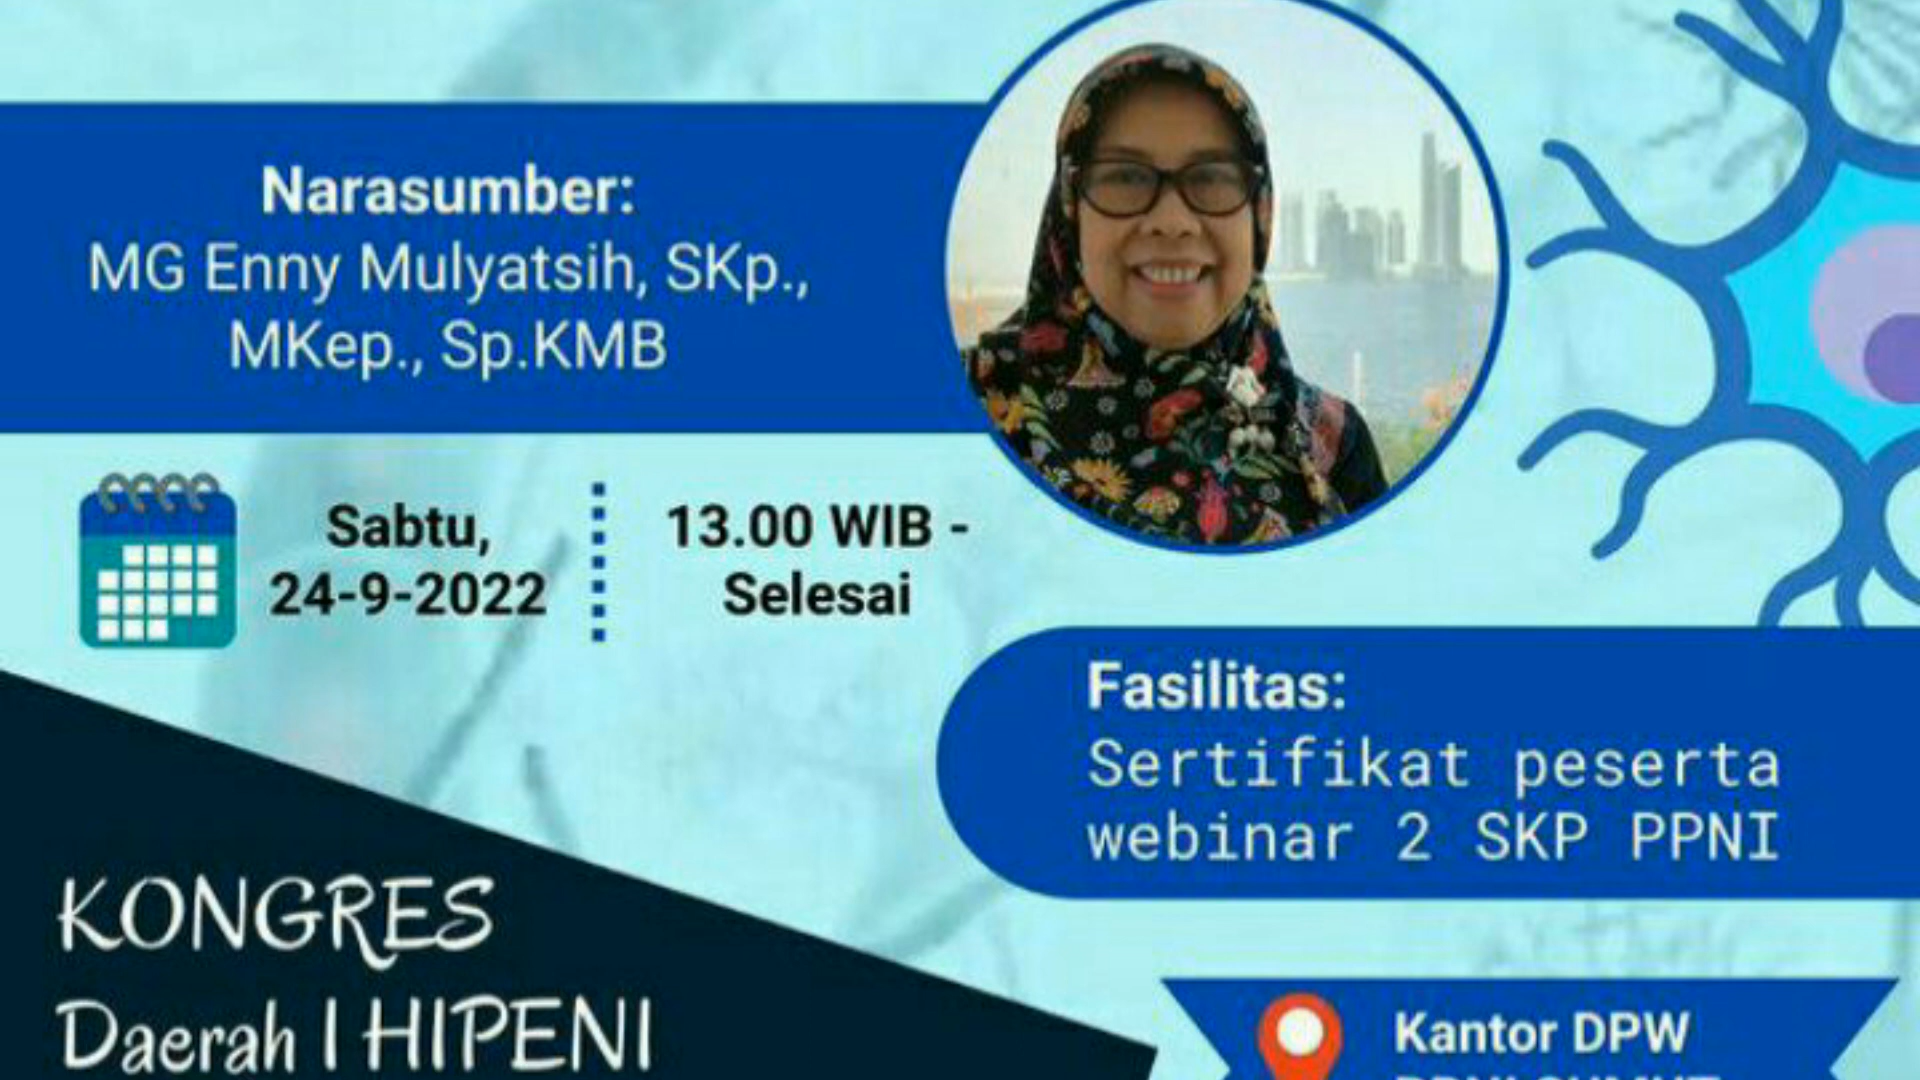 Narasumber:
MG Enny Mulyatsih, SKp.,
MKep., Sp.KMB
Sabtu,
24-9-2022
13.00 WIB -
Selesai
Fasilitas:
Sertifikat peserta
webinar 2 SKP PPNI
KONGRES
Daerah I HIPENI
Kantor DPW